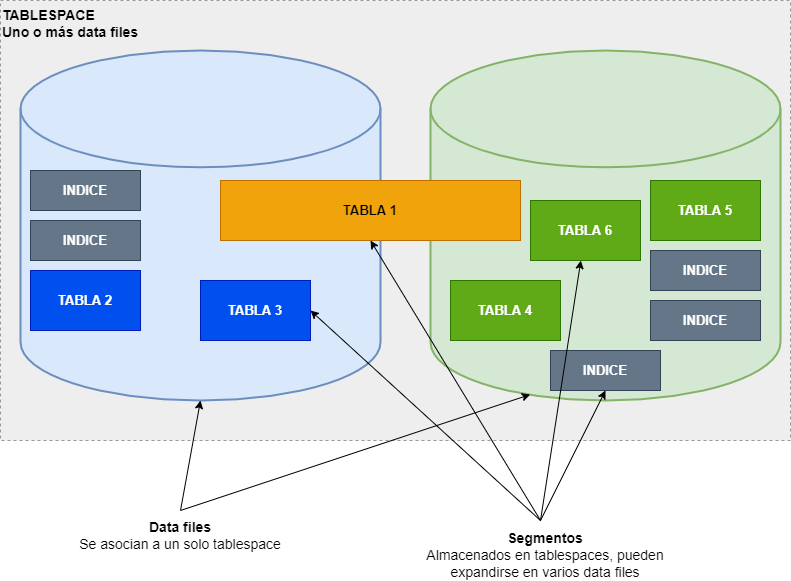 TABLESPACE
Uno o más data files
INDICE
INDICE
TABLA 2
TABLA 3
TABLA 1
TABLA 6
TABLA 5
INDICE
INDICE
TABLA 4
INDICE
Data files
Se asocian a un solo tablespace
Segmentos
Almacenados en tablespaces, pueden
expandirse en varios data files